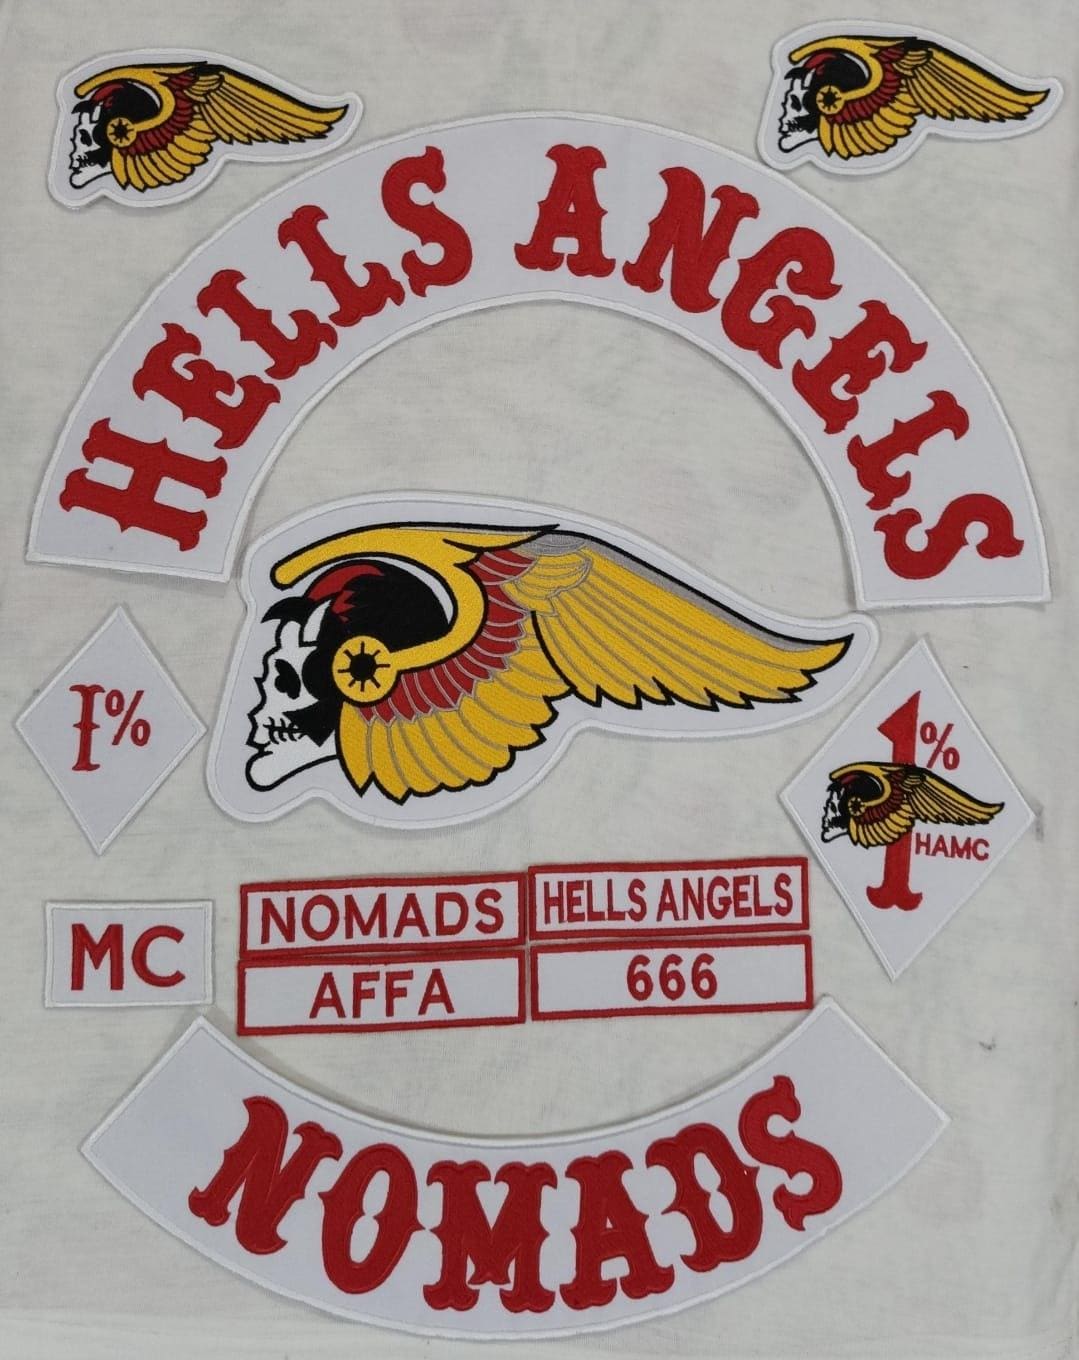 HELLS ANGELS
1%
1%
HAMC
MC
NOMADS
HELLS ANGELS
AFFA
666
NOMADS